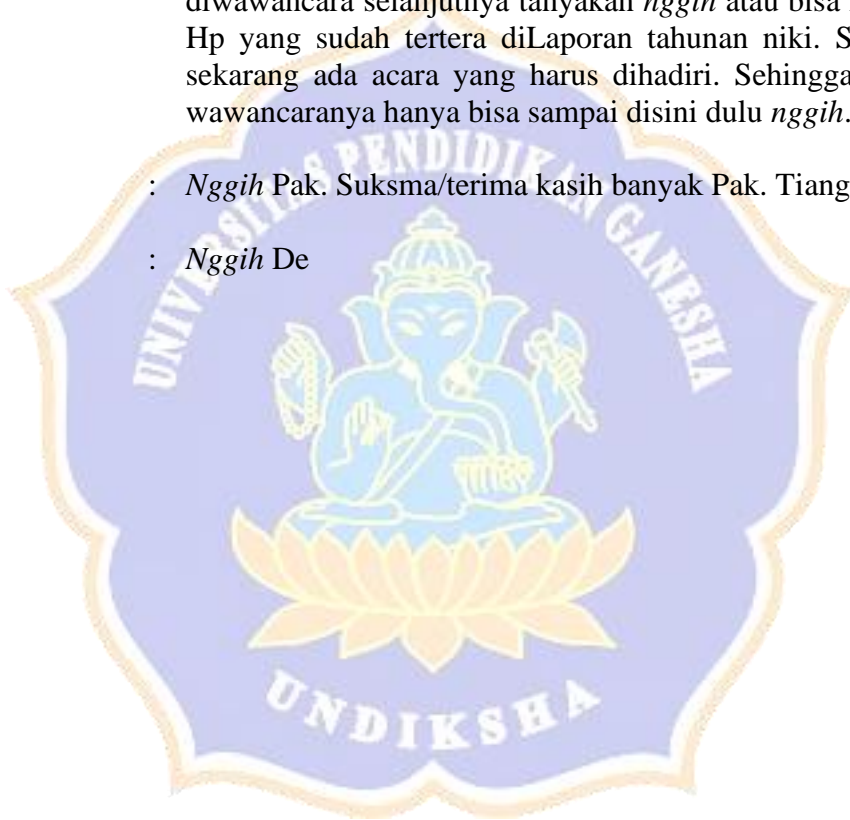 diwawancara selanjutnya tanyakan nggih atau bisa
Hp yang sudah tertera diLaporan tahunan niki. S
sekarang ada acara yang harus dihadiri. Sehingga
wawancaranya hanya bisa sampai disini dulu nggih.
: Nggih Pak. Suksma/terima kasih banyak Pak. Tiang
: Nggih De
UNIVERSITAS PENDIDIKAN GANESHA
UNDIKSHA